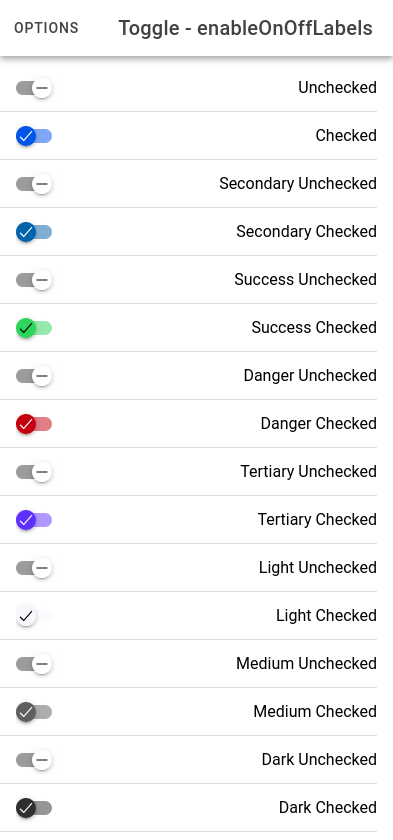 OPTIONS
Toggle - enableOnOffLabels
Unchecked
Checked
Secondary Unchecked
Secondary Checked
Success Unchecked
Success Checked
Danger Unchecked
Danger Checked
Tertiary Unchecked
Tertiary Checked
Light Unchecked
Light Checked
Medium Unchecked
Medium Checked
Dark Unchecked
Dark Checked